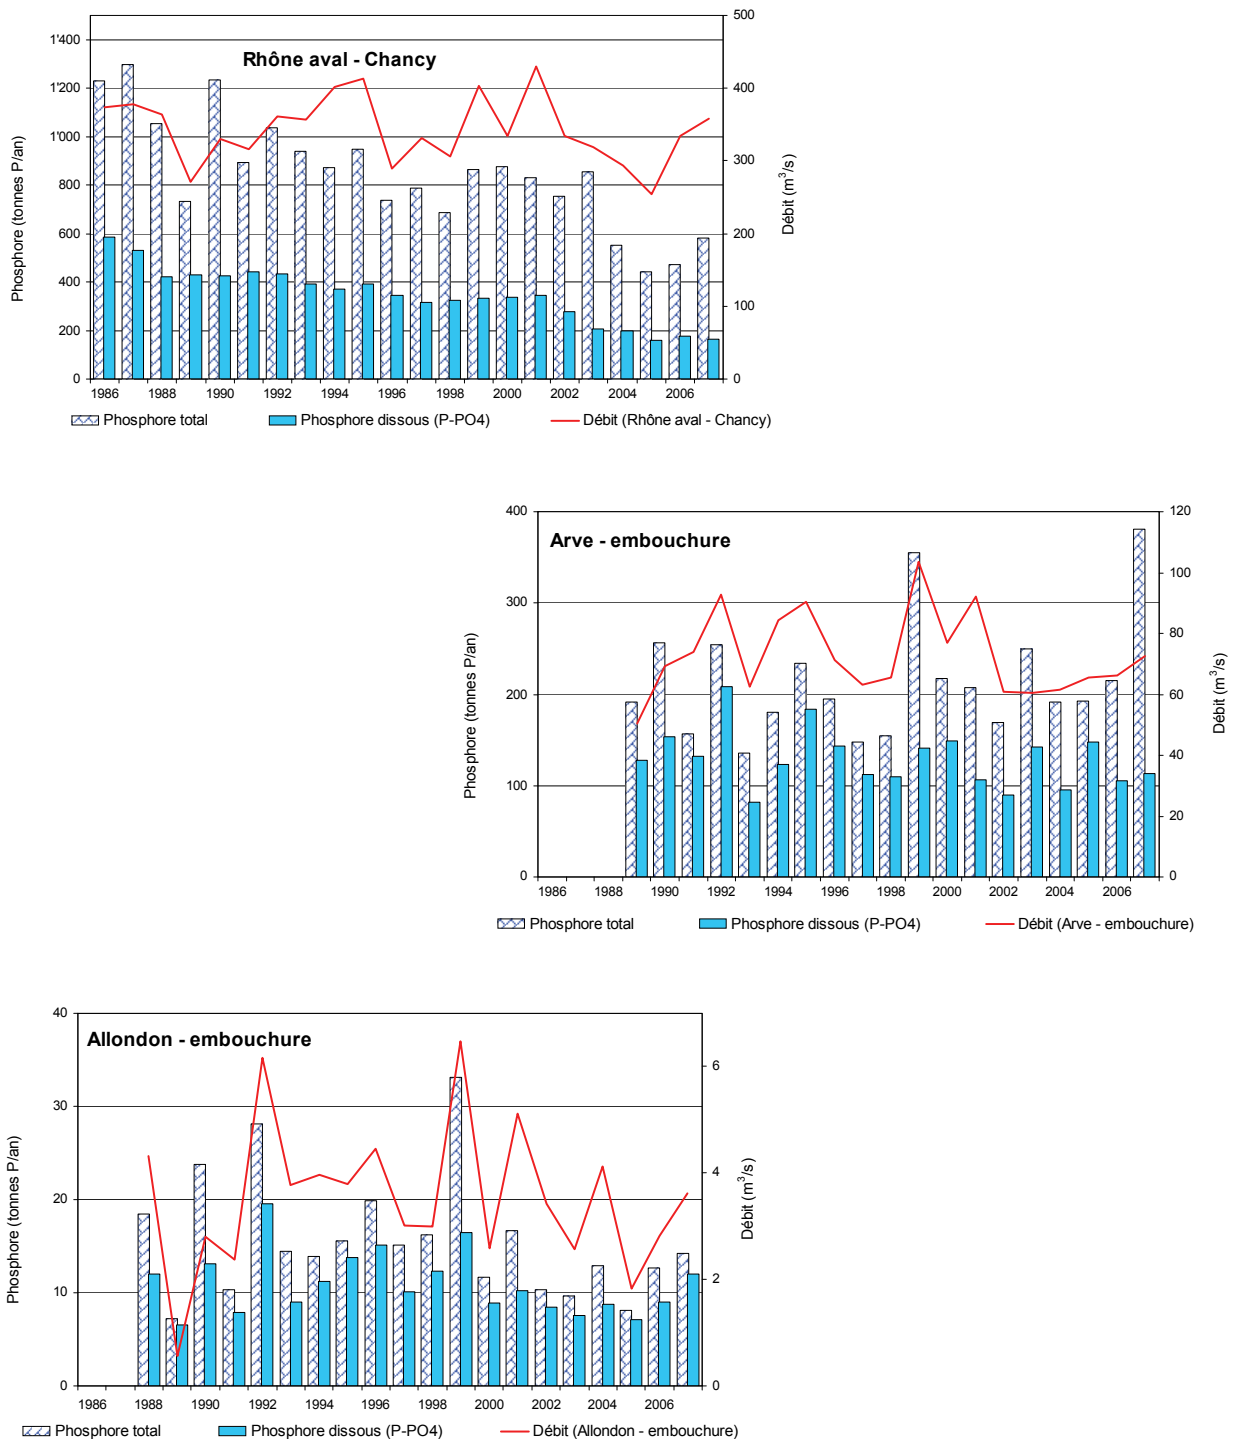 Rhône aval - Chancy
Phosphore (tonnes P/an)
1'400
1'200
1'000
800
600
400
200
0
500
400
300
200
100
0
Débit (m³/s)
1986 1988 1990 1992 1994 1996 1998 2000 2002 2004 2006
Phosphore total Phosphore dissous (P-PO4) Débit (Rhône aval - Chancy)
Arve - embouchure
Phosphore (tonnes P/an)
400
300
200
100
0
120
100
80
60
40
20
0
Débit (m³/s)
1986 1988 1990 1992 1994 1996 1998 2000 2002 2004 2006
Phosphore total Phosphore dissous (P-PO4) Débit (Arve - embouchure)
Allondon - embouchure
Phosphore (tonnes P/an)
40
30
20
10
0
6
4
2
0
Débit (m³/s)
1986 1988 1990 1992 1994 1996 1998 2000 2002 2004 2006
Phosphore total Phosphore dissous (P-PO4) Débit (Allondon - embouchure)